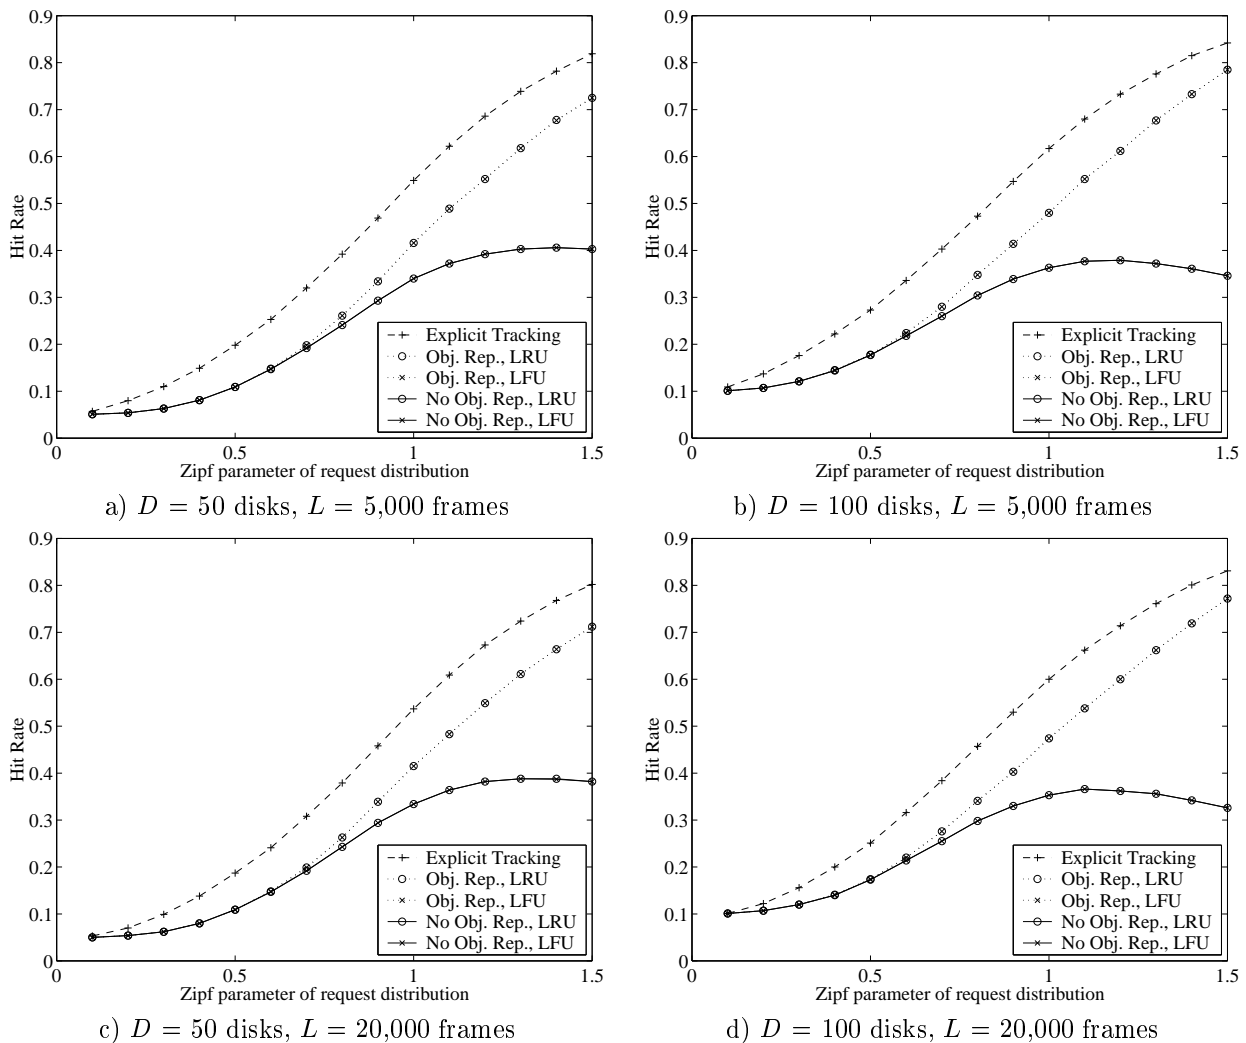 0.9
0.8
0.7
0.6
0.5
0.4
0.3
0.2
0.1
0
Hit Rate
0 0.5 1 1.5
Zipf parameter of request distribution
Explicit Tracking
Obj. Rep., LRU
Obj. Rep., LFU
No Obj. Rep., LRU
No Obj. Rep., LFU
a) D = 50 disks, L = 5,000 frames
0.9
0.8
0.7
0.6
0.5
0.4
0.3
0.2
0.1
0
Hit Rate
0 0.5 1 1.5
Zipf parameter of request distribution
Explicit Tracking
Obj. Rep., LRU
Obj. Rep., LFU
No Obj. Rep., LRU
No Obj. Rep., LFU
b) D = 100 disks, L = 5,000 frames
0.9
0.8
0.7
0.6
0.5
0.4
0.3
0.2
0.1
0
Hit Rate
0 0.5 1 1.5
Zipf parameter of request distribution
Explicit Tracking
Obj. Rep., LRU
Obj. Rep., LFU
No Obj. Rep., LRU
No Obj. Rep., LFU
c) D = 50 disks, L = 20,000 frames
0.9
0.8
0.7
0.6
0.5
0.4
0.3
0.2
0.1
0
Hit Rate
0 0.5 1 1.5
Zipf parameter of request distribution
Explicit Tracking
Obj. Rep., LRU
Obj. Rep., LFU
No Obj. Rep., LRU
No Obj. Rep., LFU
d) D = 100 disks, L = 20,000 frames